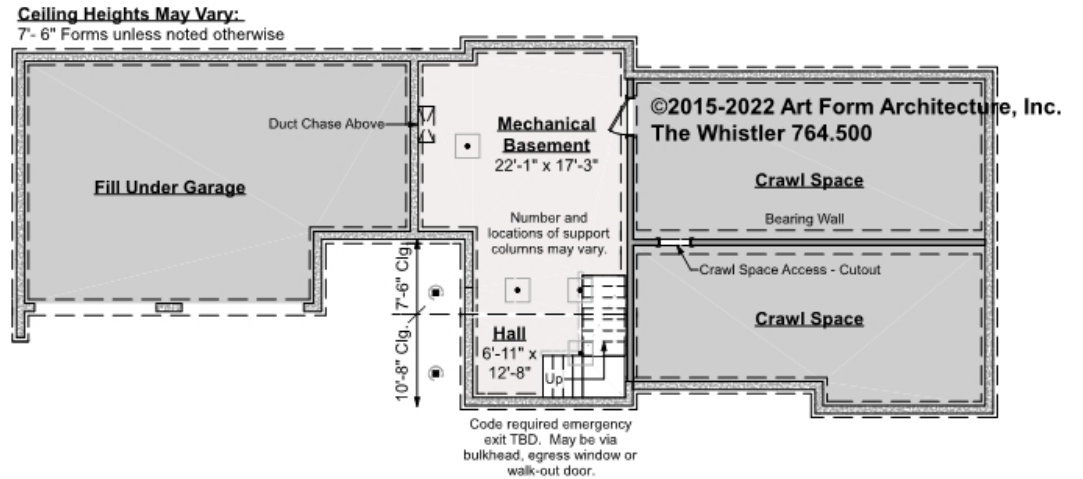 Ceiling Heights May Vary:
7'- 6" Forms unless noted otherwise
©2015-2022 Art Form Architecture, Inc.
The Whistler 764.500
Duct Chase Above
Mechanical
Basement
22'-1" x 17'-3"
Fill Under Garage
Crawl Space
Number and
locations of support
columns may vary.
Bearing Wall
7'-6" Clg.
Crawl Space Access - Cutout
Crawl Space
10'-8" Clg.
Hall
6'-11" x
12'-8"
Up
Code required emergency
exit TBD. May be via
bulkhead, egress window or
walk-out door.